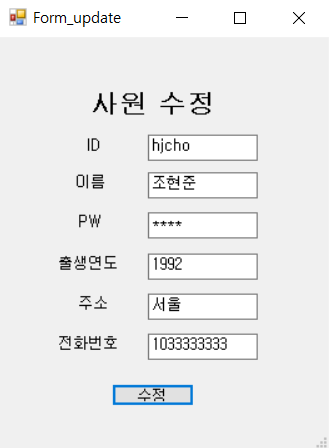 Form_update
사원 수정
ID hjcho
이름 조현준
PW ****
출생연도 1992
주소 서울
전화번호 1033333333
수정